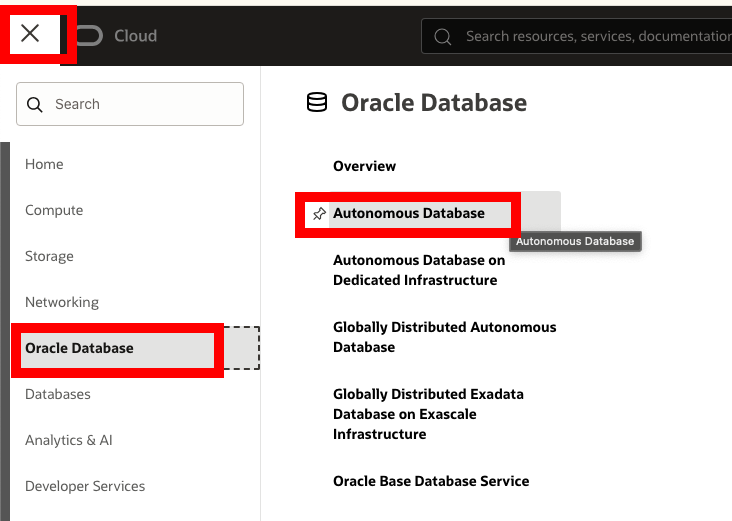 Cloud
Search resources, services, documentation
Search
Home
Compute
Storage
Networking
Oracle Database
Databases
Analytics & AI
Developer Services
Oracle Database
Overview
Autonomous Database
Autonomous Database
Autonomous Database on
Dedicated Infrastructure
Globally Distributed Autonomous
Database
Globally Distributed Exadata
Database on Exascale
Infrastructure
Oracle Base Database Service